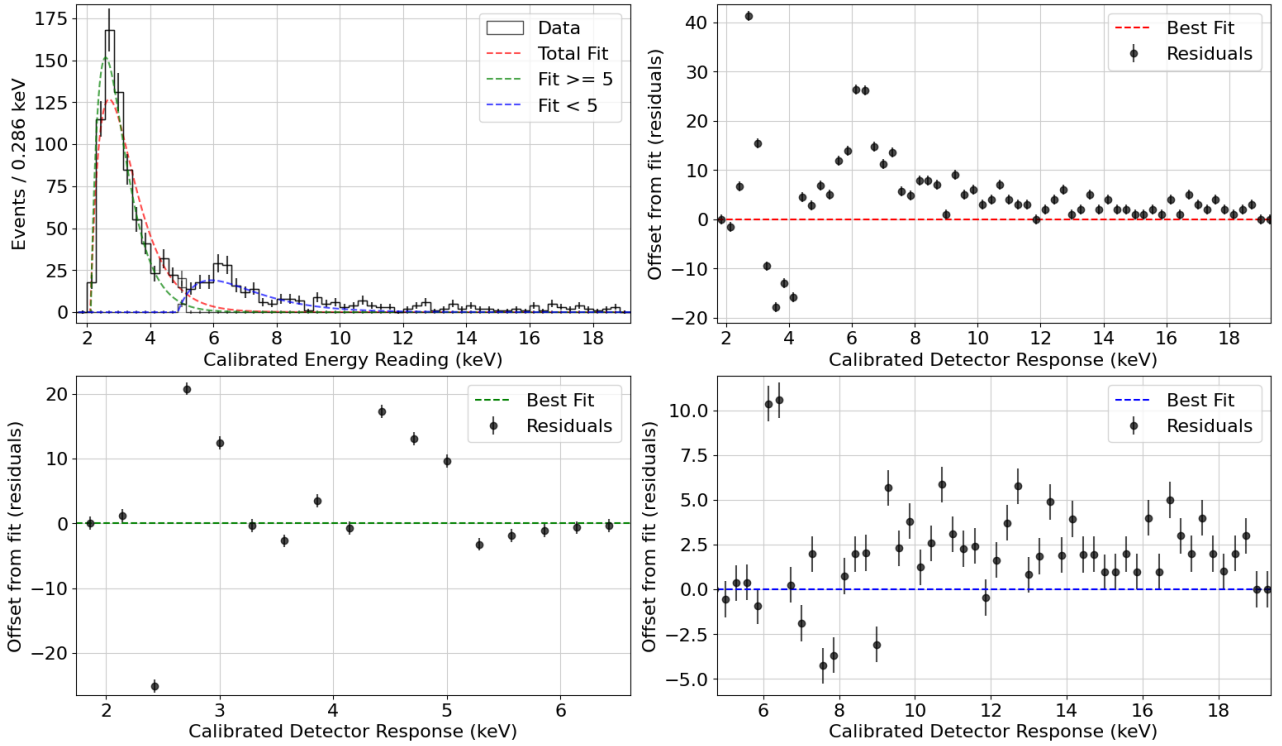 Events / 0.286 keV
175
150
125
100
75
50
25
0
Data
Total Fit
Fit >= 5
Fit < 5
2 4 6 8 10 12 14 16 18
Calibrated Energy Reading (keV)
Offset from fit (residuals)
40
30
20
10
0
−10
−20
Best Fit
Residuals
2 4 6 8 10 12 14 16 18
Calibrated Detector Response (keV)
Offset from fit (residuals)
20
10
0
−10
−20
Best Fit
Residuals
2 3 4 5 6
Calibrated Detector Response (keV)
Offset from fit (residuals)
10.0
7.5
5.0
2.5
0.0
−2.5
−5.0
Best Fit
Residuals
6 8 10 12 14 16 18
Calibrated Detector Response (keV)